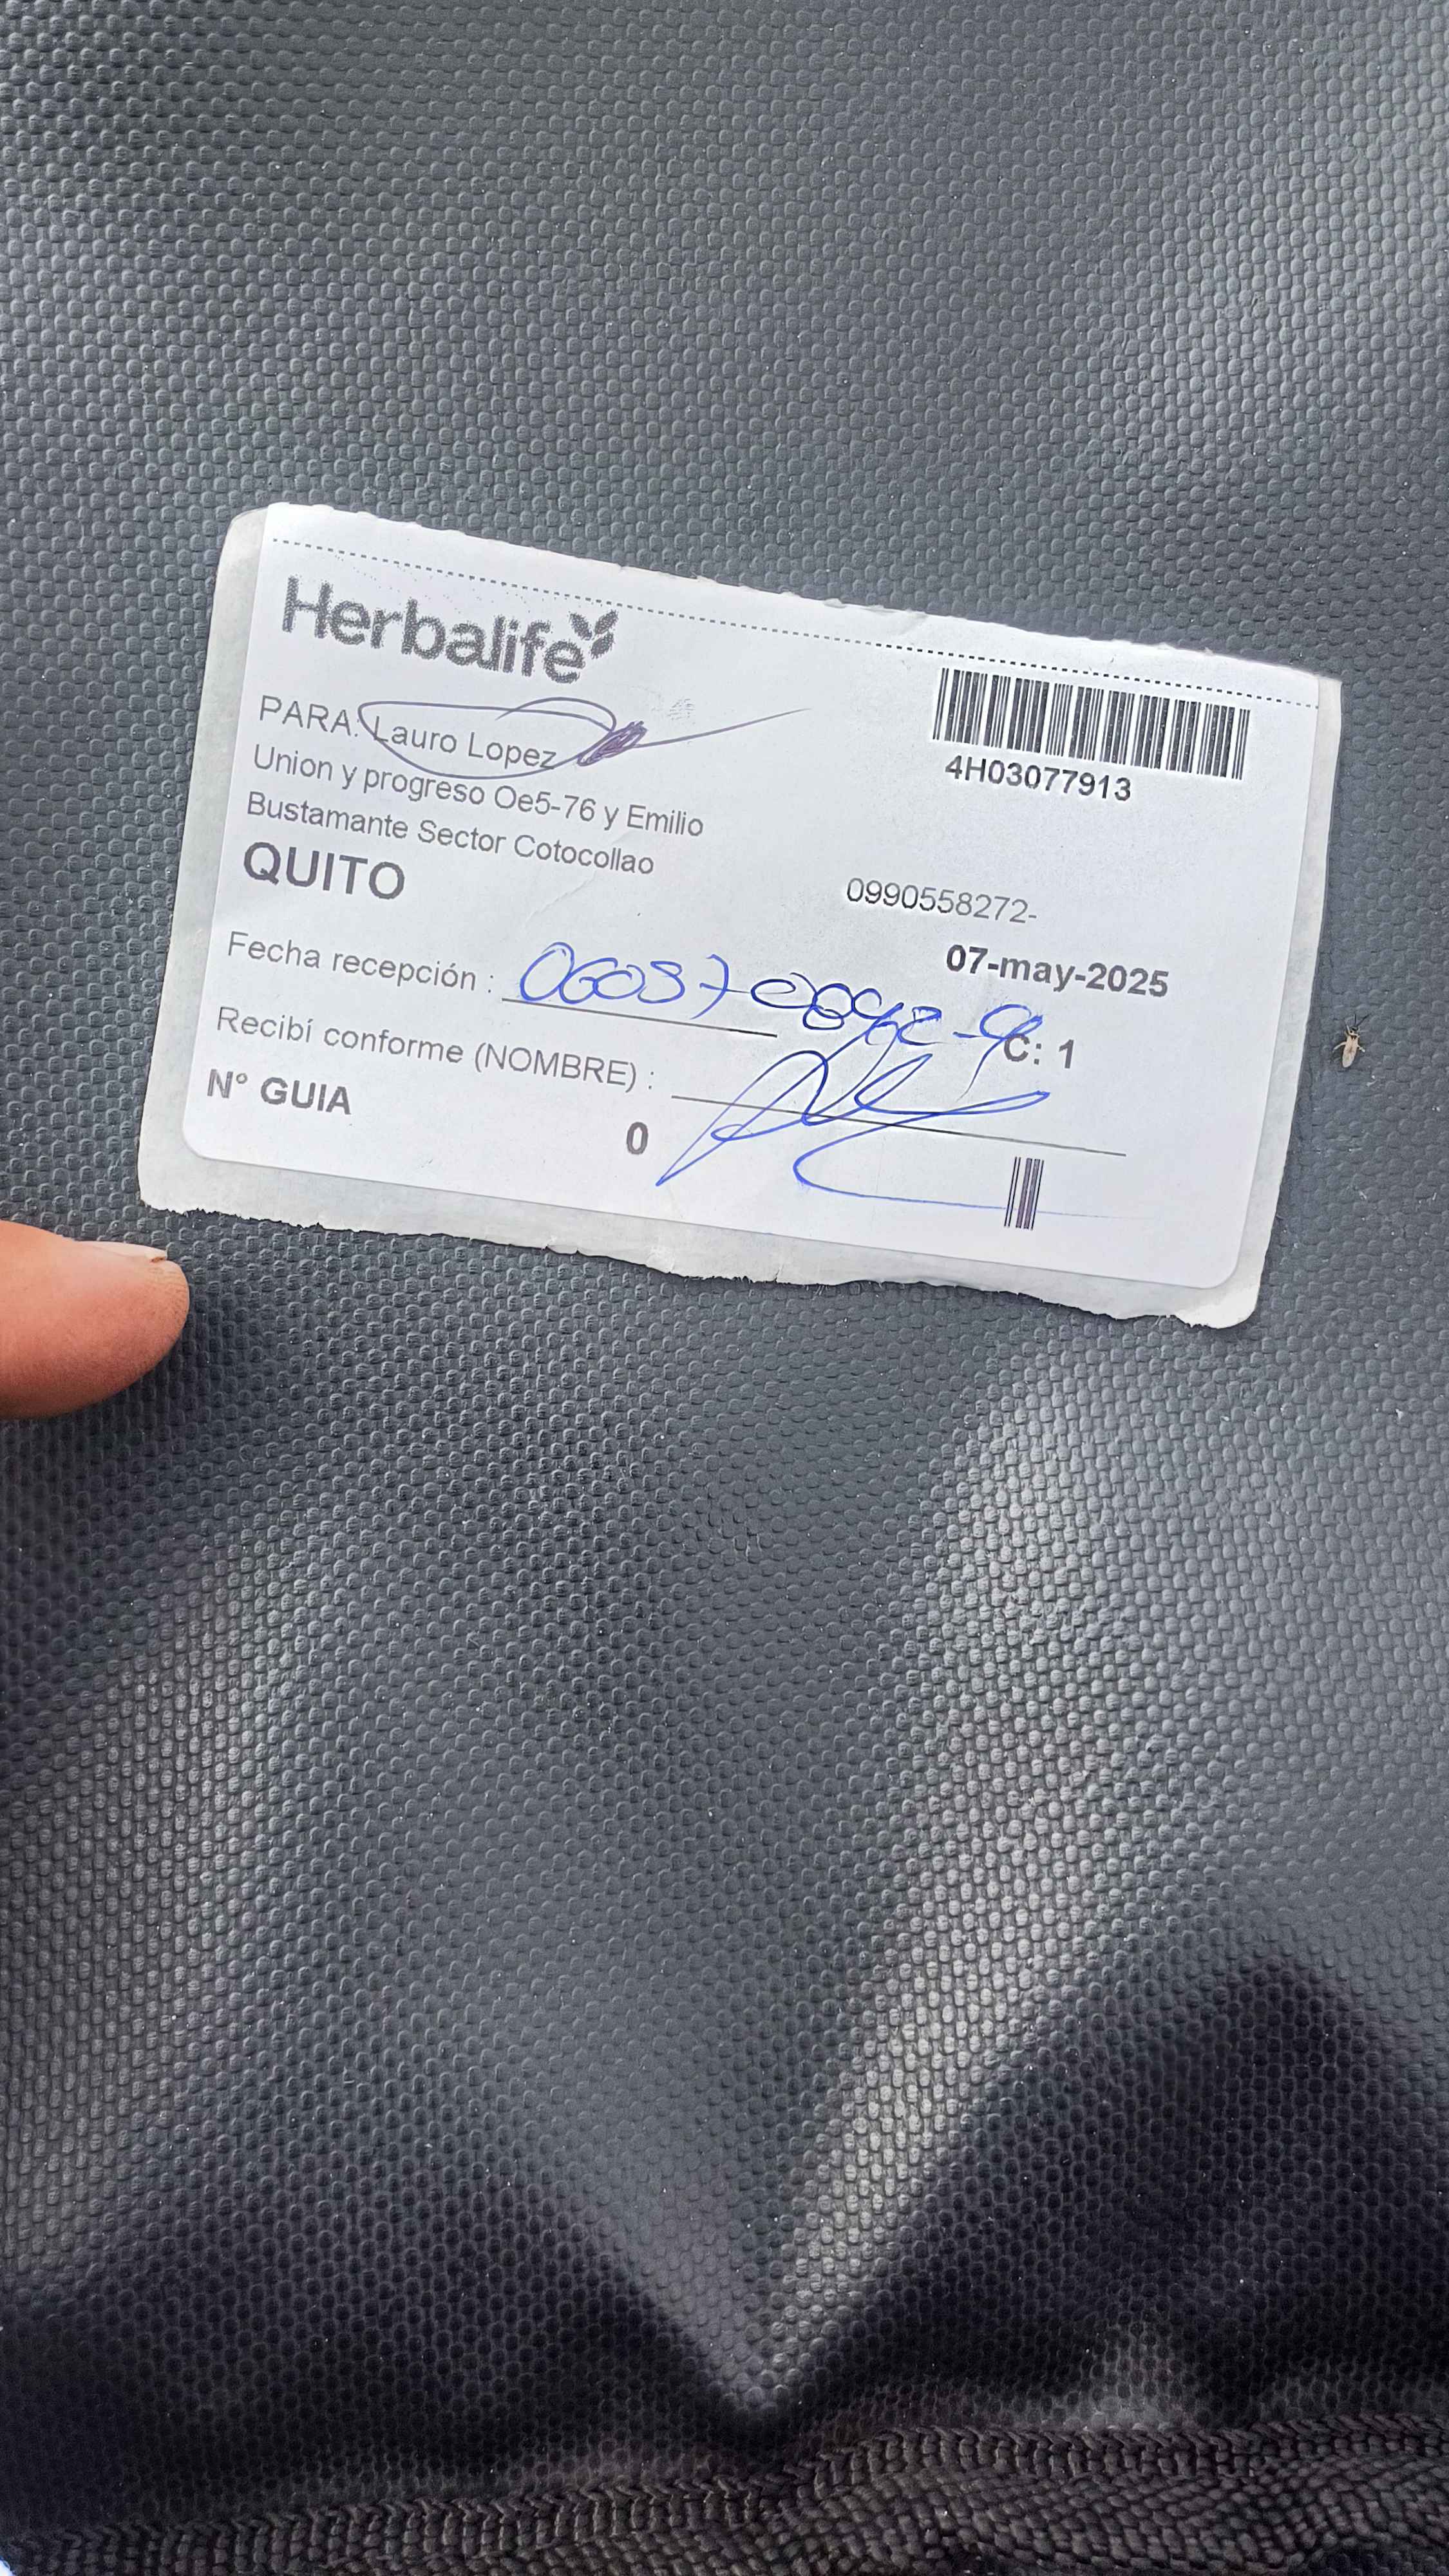 Herbalife
PARA: Lauro Lopez
Union y progreso Oe5-76 y Emilio
Bustamante Sector Cotocollao
QUITO
4H03077913
0990558272-
07-may-2025
Fecha recepción :
C: 1
Recibí conforme (NOMBRE) :
N° GUIA
0